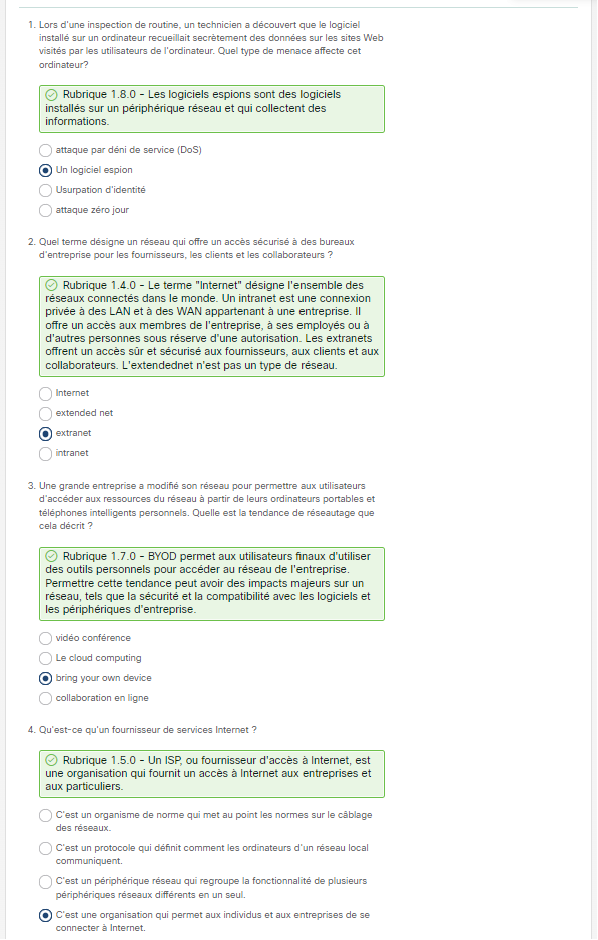 1. Lors d'une inspection de routine, un technicien a découvert que le logiciel
installé sur un ordinateur recueillait secrètement des données sur les sites Web
visités par les utilisateurs de l'ordinateur. Quel type de menace affecte cet
ordinateur?
Rubrique 1.8.0 - Les logiciels espions sont des logiciels
installés sur un périphérique réseau et qui collectent des
informations.
attaque par déni de service (DoS)
Un logiciel espion
Usurpation d'identité
attaque zéro jour
2. Quel terme désigne un réseau qui offre un accès sécurisé à des bureaux
d'entreprise pour les fournisseurs, les clients et les collaborateurs ?
Rubrique 1.4.0 - Le terme "Internet" désigne l'ensemble des
réseaux connectés dans le monde. Un intranet est une connexion
privée à des LAN et à des WAN appartenant à une entreprise. Il
offre un accès aux membres de l'entreprise, à ses employés ou à
d'autres personnes sous réserve d'une autorisation. Les extranets
offrent un accès sûr et sécurisé aux fournisseurs, aux clients et aux
collaborateurs. L'extendednet n'est pas un type de réseau.
Internet
extended net
extranet
intranet
3. Une grande entreprise a modifié son réseau pour permettre aux utilisateurs
d'accéder aux ressources du réseau à partir de leurs ordinateurs portables et
téléphones intelligents personnels. Quelle est la tendance de réseautage que
cela décrit ?
Rubrique 1.7.0 - BYOD permet aux utilisateurs finaux d'utiliser
des outils personnels pour accéder au réseau de l'entreprise.
Permettre cette tendance peut avoir des impacts majeurs sur un
réseau, tels que la sécurité et la compatibilité avec les logiciels et
les périphériques d'entreprise.
vidéo conférence
Le cloud computing
bring your own device
collaboration en ligne
4. Qu'est-ce qu'un fournisseur de services Internet ?
Rubrique 1.5.0 - Un ISP, ou fournisseur d'accès à Internet, est
une organisation qui fournit un accès à Internet aux entreprises et
aux particuliers.
C'est un organisme de norme qui met au point les normes sur le câblage
des réseaux.
C'est un protocole qui définit comment les ordinateurs d'un réseau local
communiquent.
C'est un périphérique réseau qui regroupe la fonctionnalité de plusieurs
périphériques réseaux différents en un seul.
C'est une organisation qui permet aux individus et aux entreprises de se
connecter à Internet.